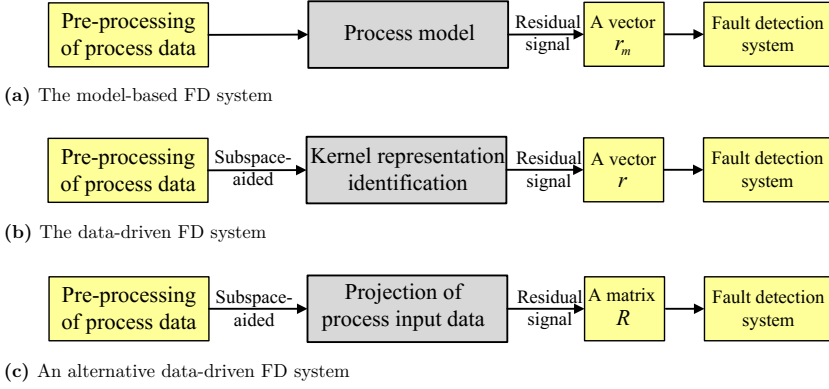 Pre-processing
of process data
Process model
Residual
signal
A vector
rₘ
Fault detection
system
(a) The model-based FD system
Pre-processing
of process data
Subspace-
aided
Kernel representation
identification
Residual
signal
A vector
r
Fault detection
system
(b) The data-driven FD system
Pre-processing
of process data
Subspace-
aided
Projection of
process input data
Residual
signal
A matrix
R
Fault detection
system
(c) An alternative data-driven FD system